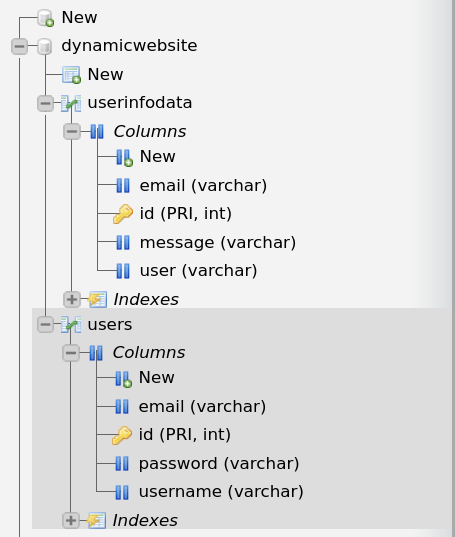 New
dynamicwebsite
New
userinfodata
Columns
New
email (varchar)
id (PRI, int)
message (varchar)
user (varchar)
Indexes
users
Columns
New
email (varchar)
id (PRI, int)
password (varchar)
username (varchar)
Indexes